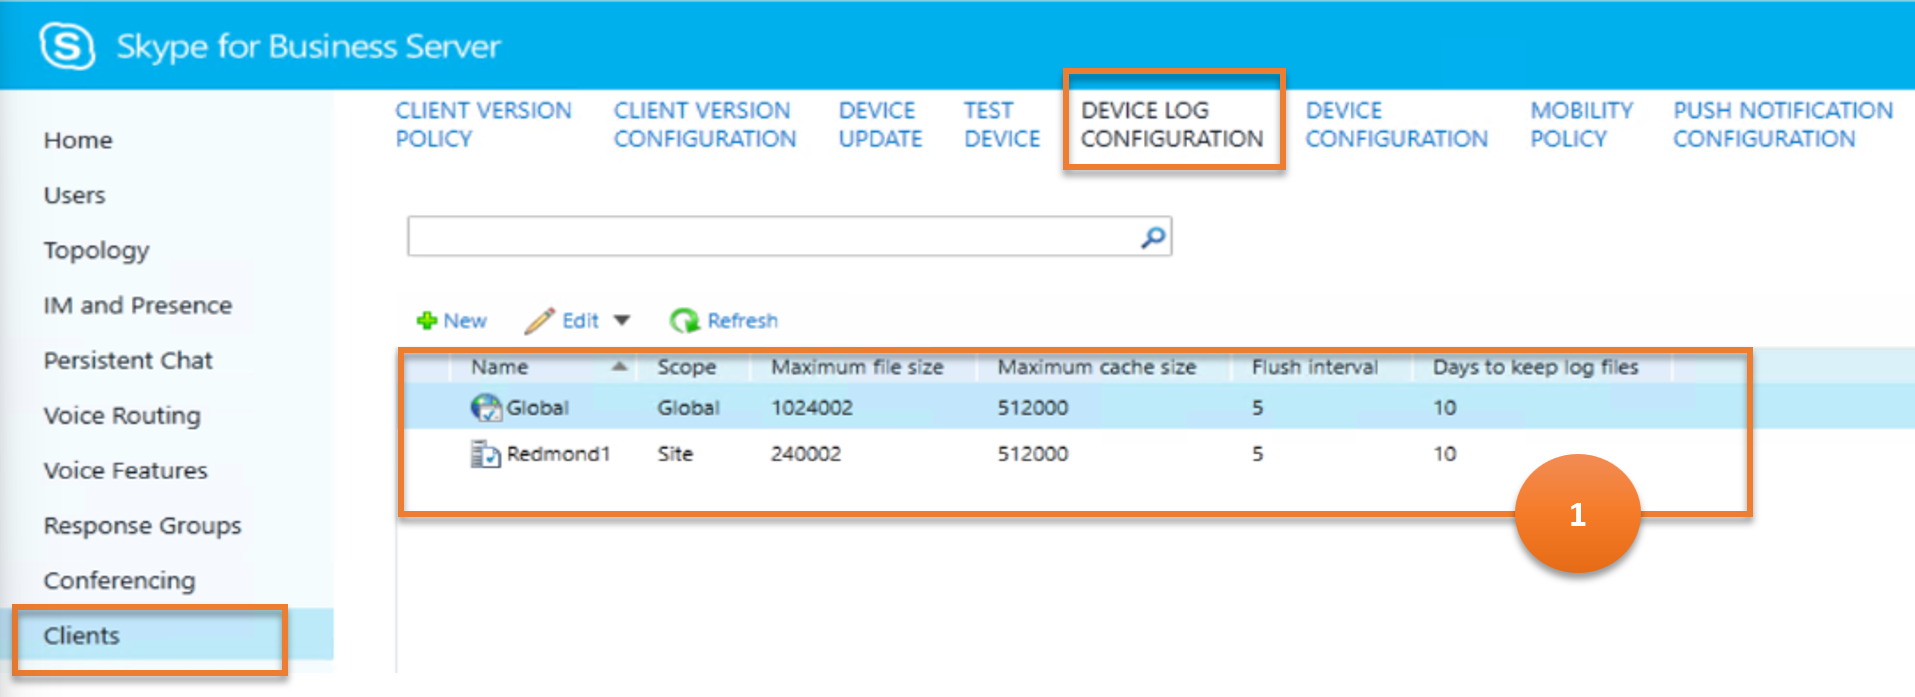 Skype for Business Server
CLIENT VERSION POLICY
CLIENT VERSION CONFIGURATION
DEVICE UPDATE
TEST DEVICE
DEVICE LOG CONFIGURATION
DEVICE CONFIGURATION
MOBILITY POLICY
PUSH NOTIFICATION CONFIGURATION
Home
Users
Topology
IM and Presence
Persistent Chat
Voice Routing
Voice Features
Response Groups
Conferencing
Clients
New Edit Refresh
Name Scope Maximum file size Maximum cache size Flush interval Days to keep log files
Global Global 1024002 512000 5 10
Redmond1 Site 240002 512000 5 10
1